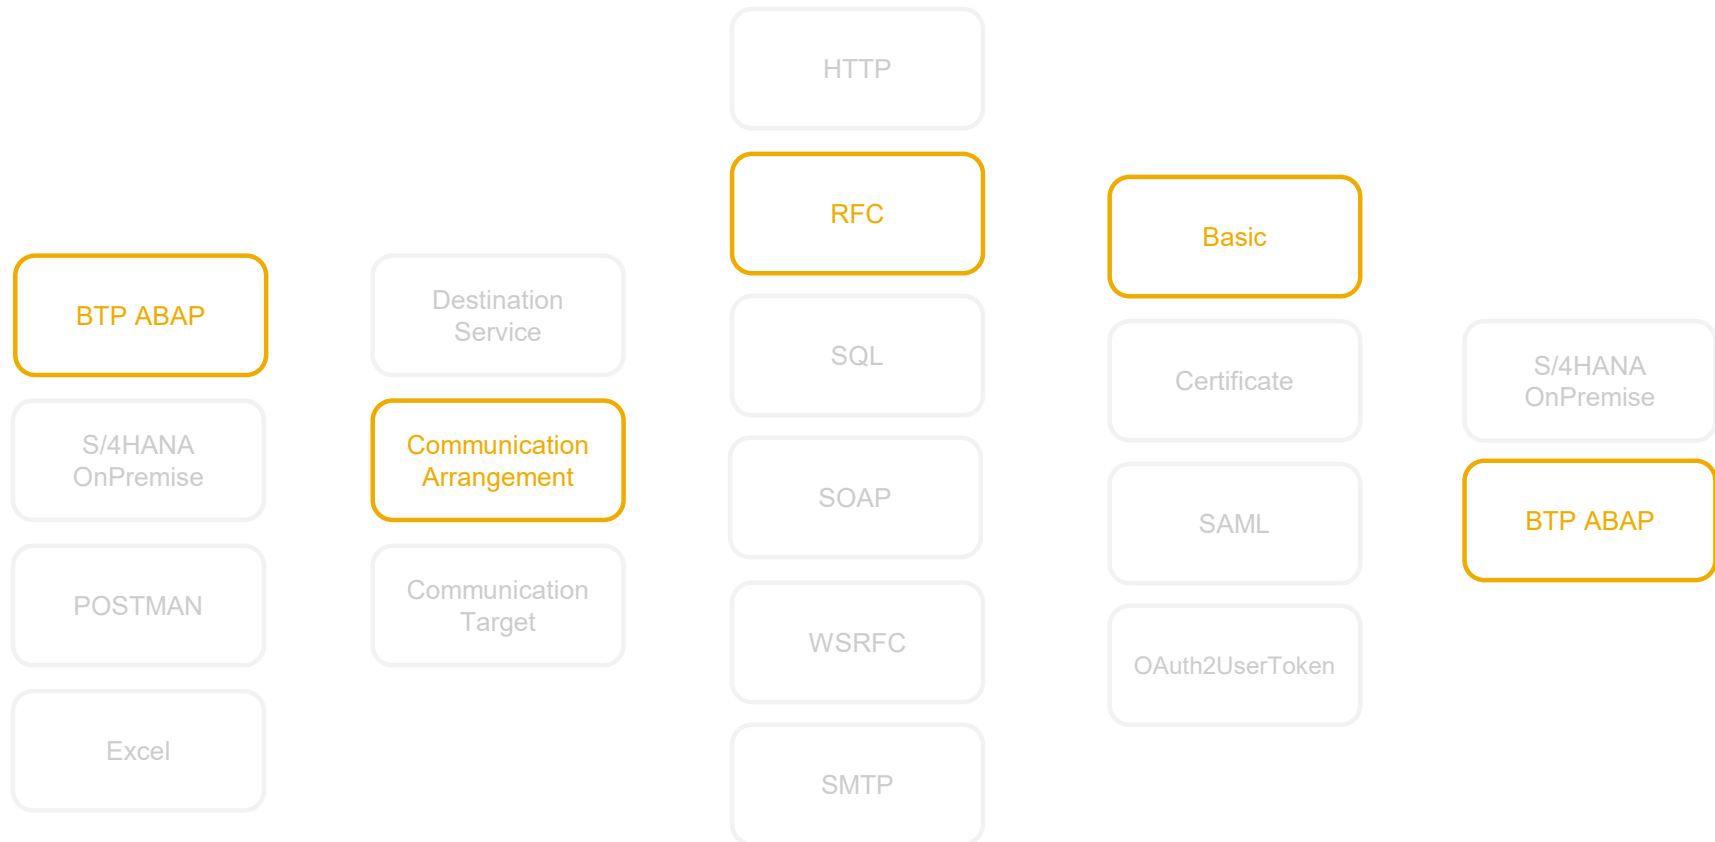 BTP ABAP
S/4HANA
OnPremise
POSTMAN
Excel
Destination
Service
Communication
Arrangement
Communication
Target
HTTP
RFC
SQL
SOAP
WSRFC
SMTP
Basic
Certificate
SAML
OAuth2UserToken
S/4HANA
OnPremise
BTP ABAP